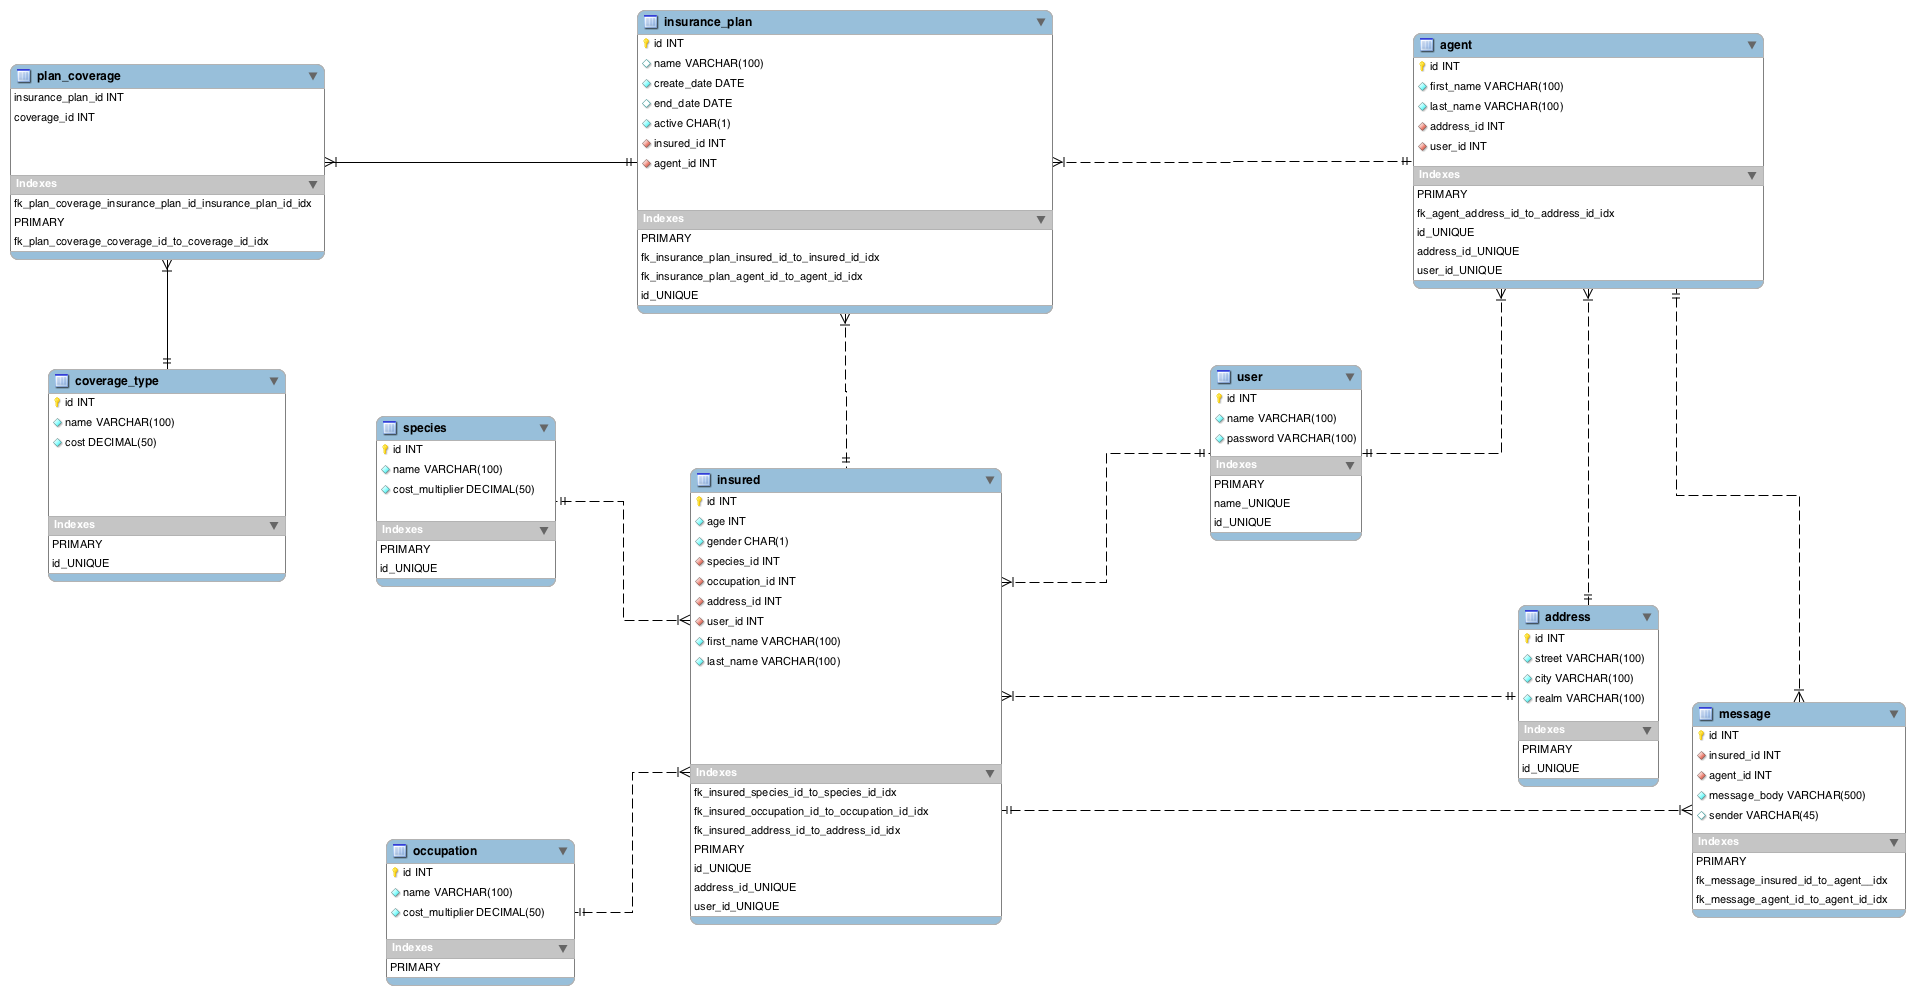 insurance_plan
id INT
name VARCHAR(100)
create_date DATE
end_date DATE
active CHAR(1)
insured_id INT
agent_id INT
Indexes
PRIMARY
fk_insurance_plan_insured_id_to_insured_id_idx
fk_insurance_plan_agent_id_to_agent_id_idx
id_UNIQUE
agent
id INT
first_name VARCHAR(100)
last_name VARCHAR(100)
address_id INT
user_id INT
Indexes
PRIMARY
fk_agent_address_id_to_address_id_idx
id_UNIQUE
address_id_UNIQUE
user_id_UNIQUE
plan_coverage
insurance_plan_id INT
coverage_id INT
Indexes
fk_plan_coverage_insurance_plan_id_insurance_plan_id_idx
PRIMARY
fk_plan_coverage_coverage_id_to_coverage_id_idx
coverage_type
id INT
name VARCHAR(100)
cost DECIMAL(50)
Indexes
PRIMARY
id_UNIQUE
species
id INT
name VARCHAR(100)
cost_multiplier DECIMAL(50)
Indexes
PRIMARY
id_UNIQUE
user
id INT
name VARCHAR(100)
password VARCHAR(100)
Indexes
PRIMARY
name_UNIQUE
id_UNIQUE
insured
id INT
age INT
gender CHAR(1)
species_id INT
occupation_id INT
address_id INT
user_id INT
first_name VARCHAR(100)
last_name VARCHAR(100)
Indexes
fk_insured_species_id_to_species_id_idx
fk_insured_occupation_id_to_occupation_id_idx
fk_insured_address_id_to_address_id_idx
PRIMARY
id_UNIQUE
address_id_UNIQUE
user_id_UNIQUE
address
id INT
street VARCHAR(100)
city VARCHAR(100)
realm VARCHAR(100)
Indexes
PRIMARY
id_UNIQUE
message
id INT
insured_id INT
agent_id INT
message_body VARCHAR(500)
sender VARCHAR(45)
Indexes
PRIMARY
fk_message_insured_id_to_agent__idx
fk_message_agent_id_to_agent_id_idx
occupation
id INT
name VARCHAR(100)
cost_multiplier DECIMAL(50)
Indexes
PRIMARY